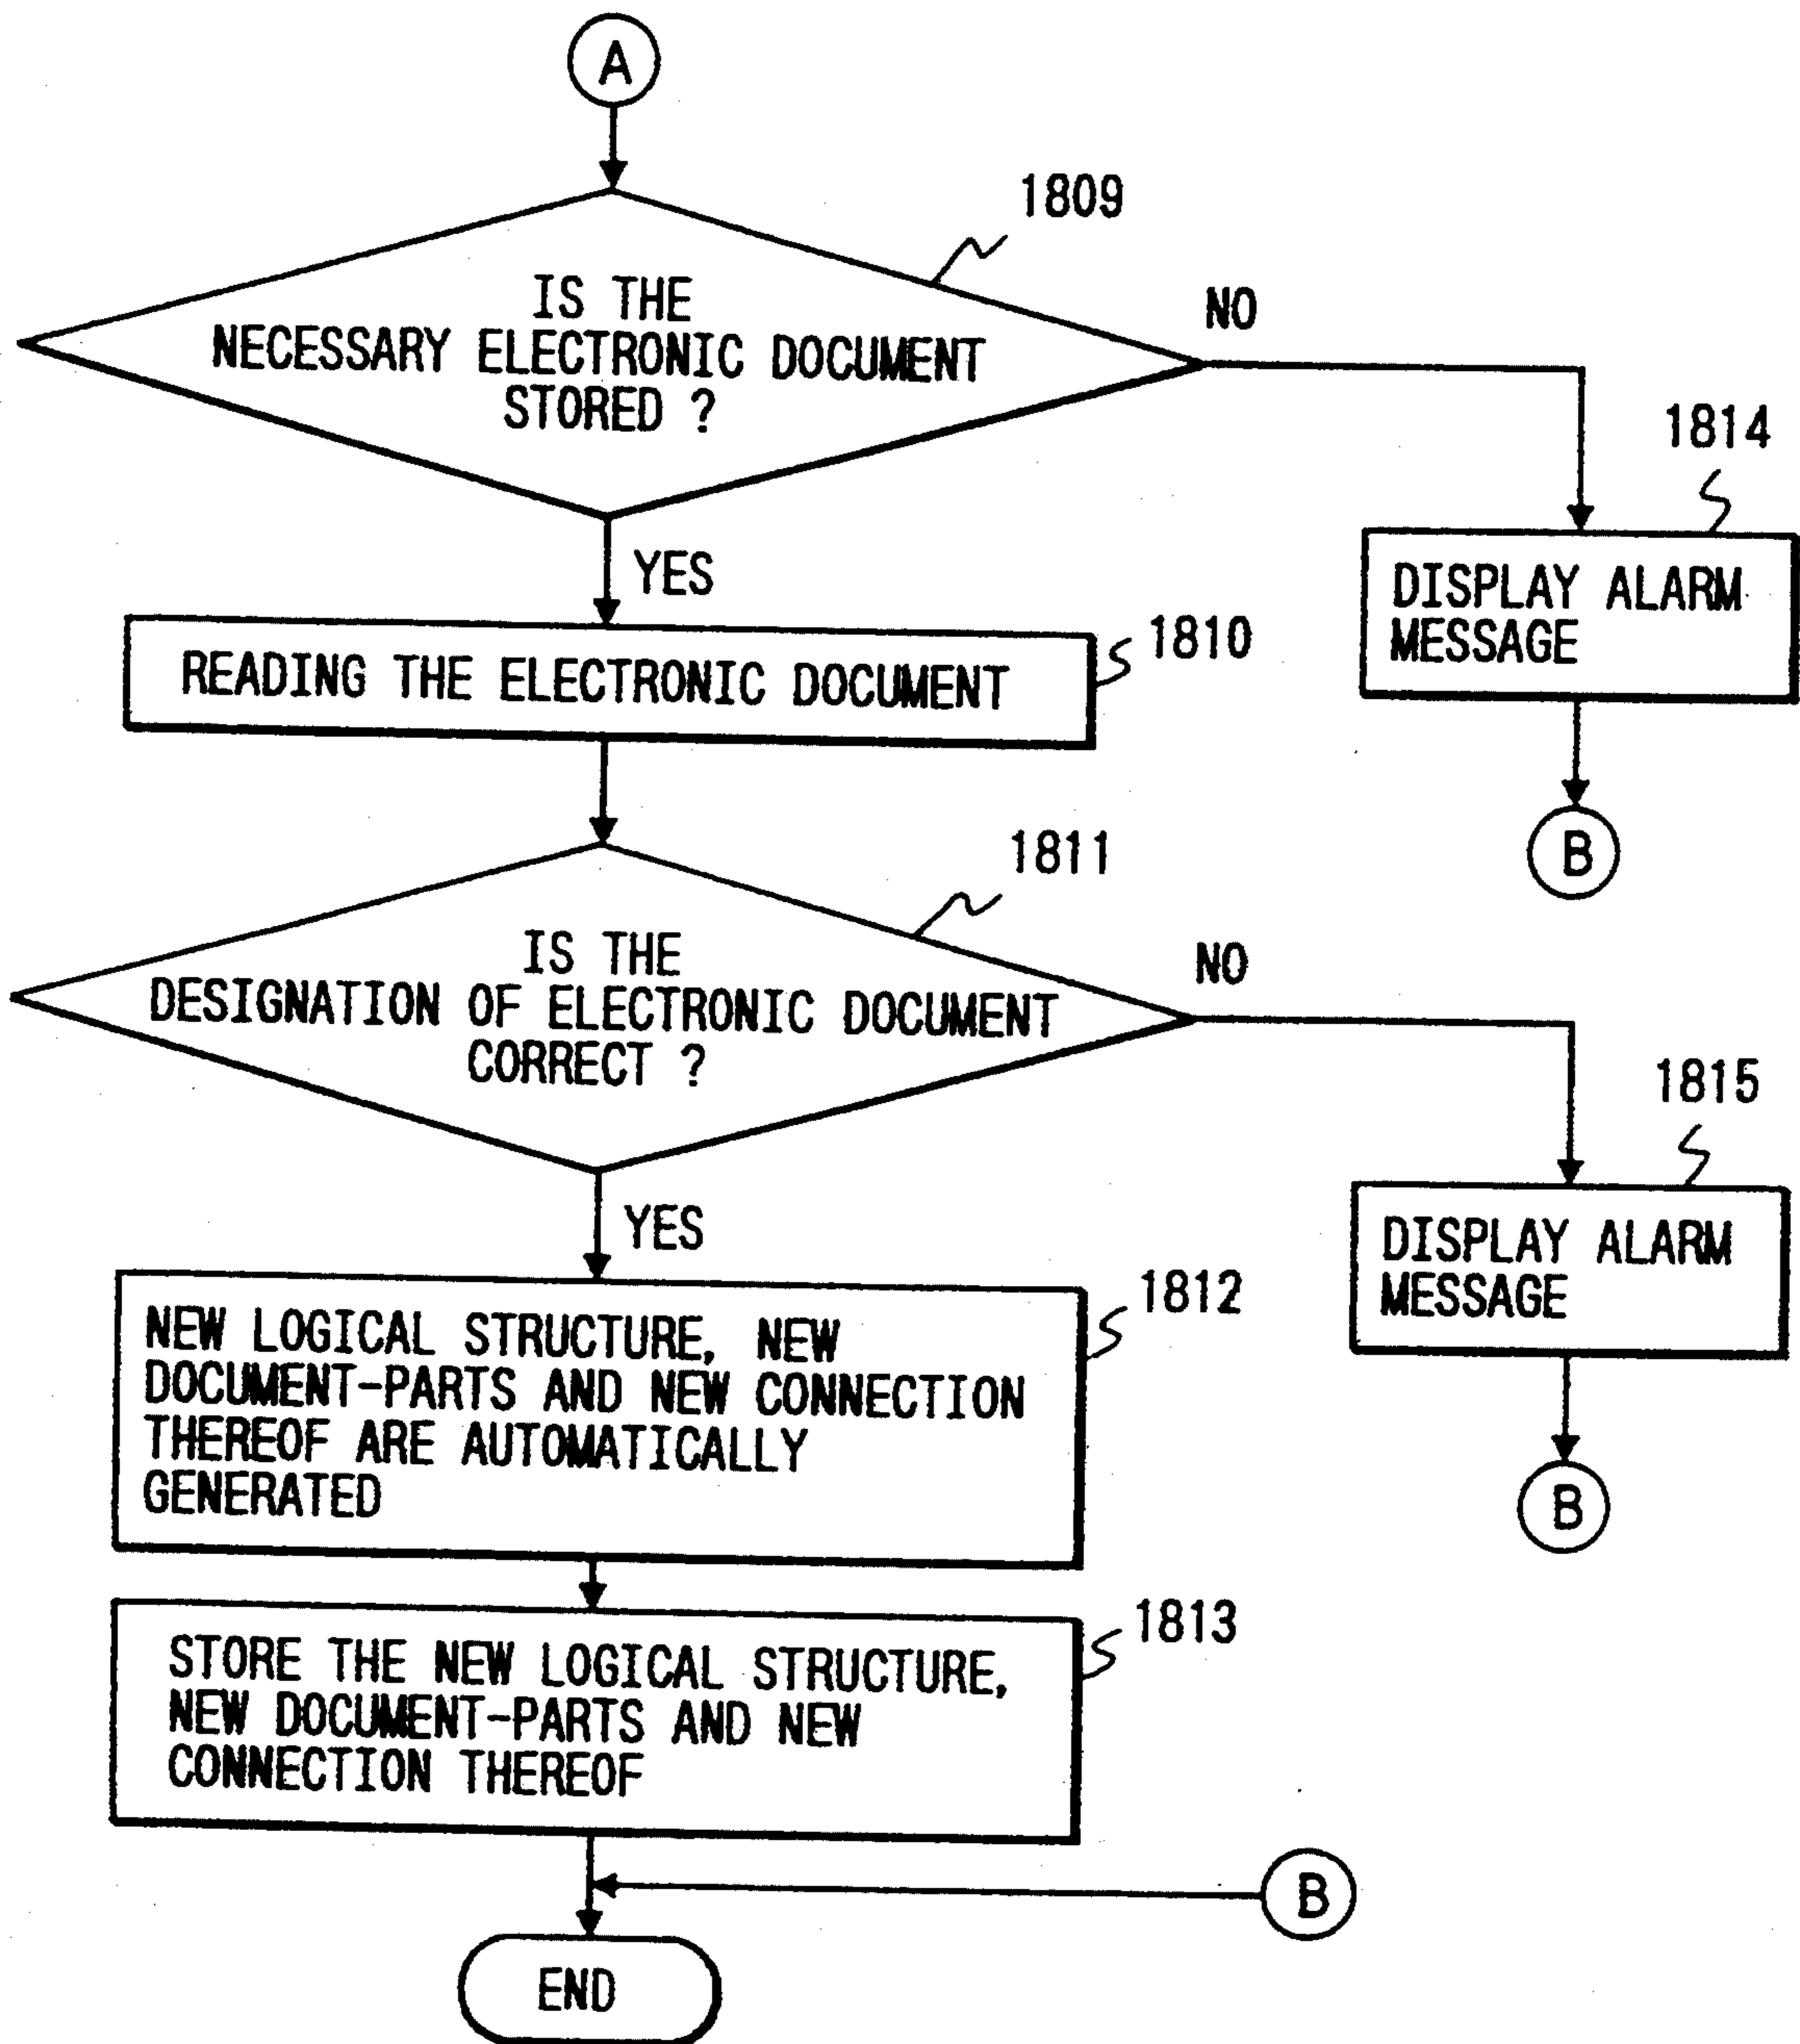 A
1809
IS THE
NECESSARY ELECTRONIC DOCUMENT
STORED ?
NO
YES
1814
DISPLAY ALARM
MESSAGE
B
1810
READING THE ELECTRONIC DOCUMENT
1811
IS THE
DESIGNATION OF ELECTRONIC DOCUMENT
CORRECT ?
NO
YES
1815
DISPLAY ALARM
MESSAGE
B
1812
NEW LOGICAL STRUCTURE, NEW
DOCUMENT-PARTS AND NEW CONNECTION
THEREOF ARE AUTOMATICALLY
GENERATED
1813
STORE THE NEW LOGICAL STRUCTURE,
NEW DOCUMENT-PARTS AND NEW
CONNECTION THEREOF
B
END